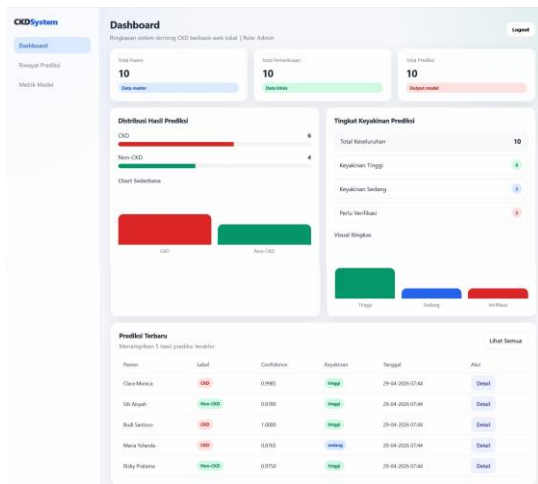 CKDSystem
Dashboard
Riwayat Prediksi
Metrik Model
Dashboard
Ringkasan sistem skrining CKD berbasis web lokal. | Role: Admin
Logout
Total Pasien
10
Data master
Total Pemeriksaan
10
Data klinis
Total Prediksi
10
Output model
Distribusi Hasil Prediksi
CKD 6
Non-CKD 4
Chart Sederhana
CKD Non-CKD
Tingkat Keyakinan Prediksi
Total Keseluruhan 10
Keyakinan Tinggi
Keyakinan Sedang 2
Perlu Verifikasi 2
Visual Ringkas
Tinggi Sedang Verifikasi
Prediksi Terbaru
Menampilkan 5 hasil prediksi terakhir.
Lihat Semua
Pasien Label Confidence Keyakinan Tanggal Aksi
Clara Monica CKD 0.9985 tinggi 29-04-2026 07:44 Detail
Siti Aisyah Non-CKD 0.9788 tinggi 29-04-2026 07:44 Detail
Budi Santoso CKD 1.0000 tinggi 29-04-2026 07:44 Detail
Maria Yolanda CKD 0.8765 sedang 29-04-2026 07:44 Detail
Rizky Pratama Non-CKD 0.9750 tinggi 29-04-2026 07:44 Detail